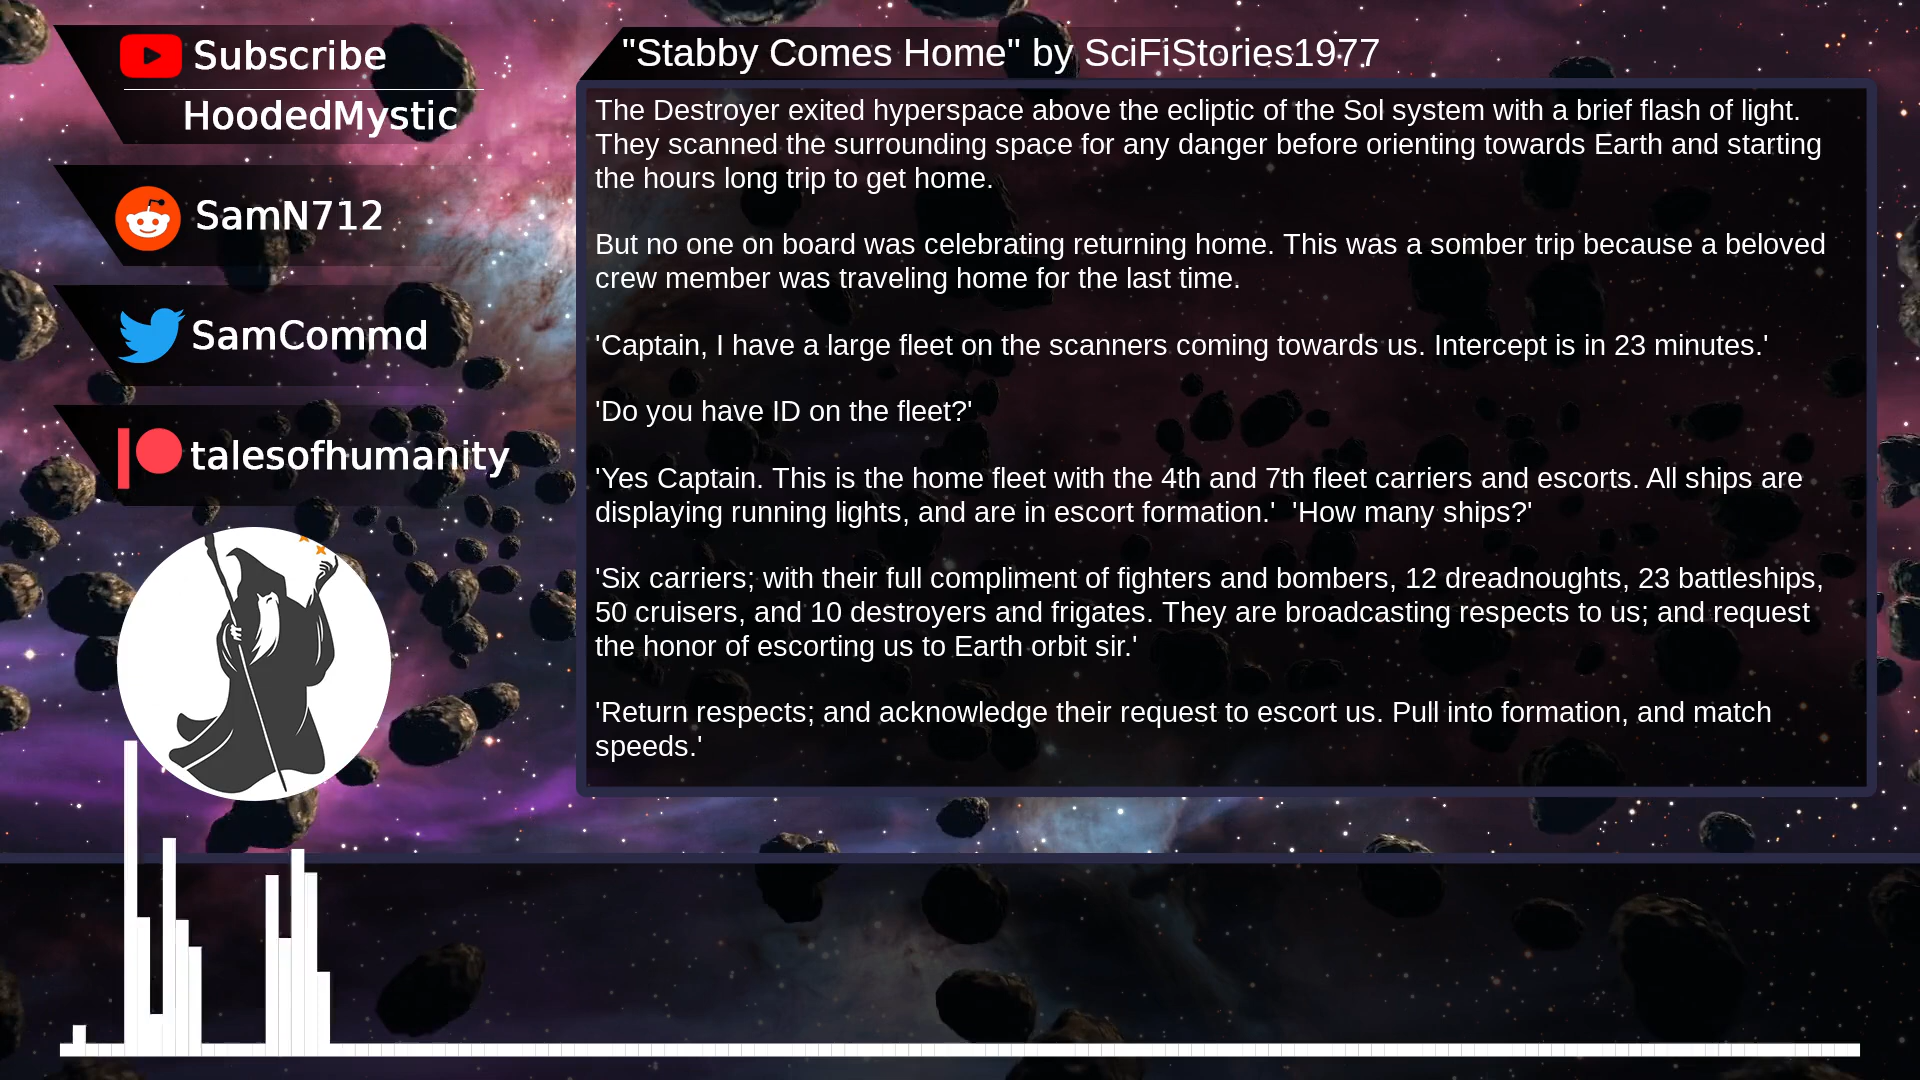 Subscribe
HoodedMystic
SamN712
SamCommd
talesofhumanity
"Stabby Comes Home" by SciFiStories1977
The Destroyer exited hyperspace above the ecliptic of the Sol system with a brief flash of light.
They scanned the surrounding space for any danger before orienting towards Earth and starting
the hours long trip to get home.
But no one on board was celebrating returning home. This was a somber trip because a beloved
crew member was traveling home for the last time.
'Captain, I have a large fleet on the scanners coming towards us. Intercept is in 23 minutes.'
'Do you have ID on the fleet?'
'Yes Captain. This is the home fleet with the 4th and 7th fleet carriers and escorts. All ships are
displaying running lights, and are in escort formation.'  'How many ships?'
'Six carriers; with their full compliment of fighters and bombers, 12 dreadnoughts, 23 battleships,
50 cruisers, and 10 destroyers and frigates. They are broadcasting respects to us; and request
the honor of escorting us to Earth orbit sir.'
'Return respects; and acknowledge their request to escort us. Pull into formation, and match
speeds.'